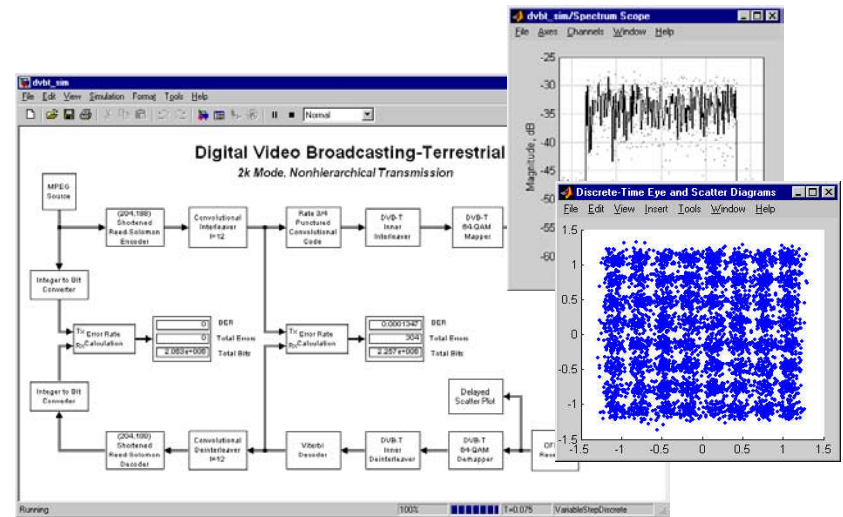 dvbt_sim/Spectrum Scope
File Axes Channels Window Help
-25
-30
-35
-40
-45
-50
-55
-60
Magnitude, dB
dvbt_sim
File Edit View Simulation Format Tools Help
Normal
Digital Video Broadcasting-Terrestrial
2k Mode, Nonhierarchical Transmission
MPEG
Source
(204,188)
Shortened
Reed-Solomon
Encoder
Convolutional
Interleaver
I=12
Rate 3/4
Punctured
Convolutional
Code
DVB-T
Inner
Interleaver
DVB-T
64-QAM
Mapper
Integer to Bit
Converter
Tx
Rx
Error Rate
Calculation
0
0
2.083e+006
BER
Total Errors
Total Bits
Tx
Rx
Error Rate
Calculation
0.0001347
304
2.257e+006
BER
Total Errors
Total Bits
Integer to Bit
Converter
Delayed
Scatter Plot
(204,188)
Shortened
Reed-Solomon
Decoder
Convolutional
Deinterleaver
I=12
Viterbi
Decoder
DVB-T
Inner
Deinterleaver
DVB-T
64-QAM
Demapper
Running
100%
T=0.075
VariableStepDiscrete
Discrete-Time Eye and Scatter Diagrams
File Edit View Insert Tools Window Help
1.5
1
0.5
0
-0.5
-1
-1.5
-1.5 -1 -0.5 0 0.5 1 1.5